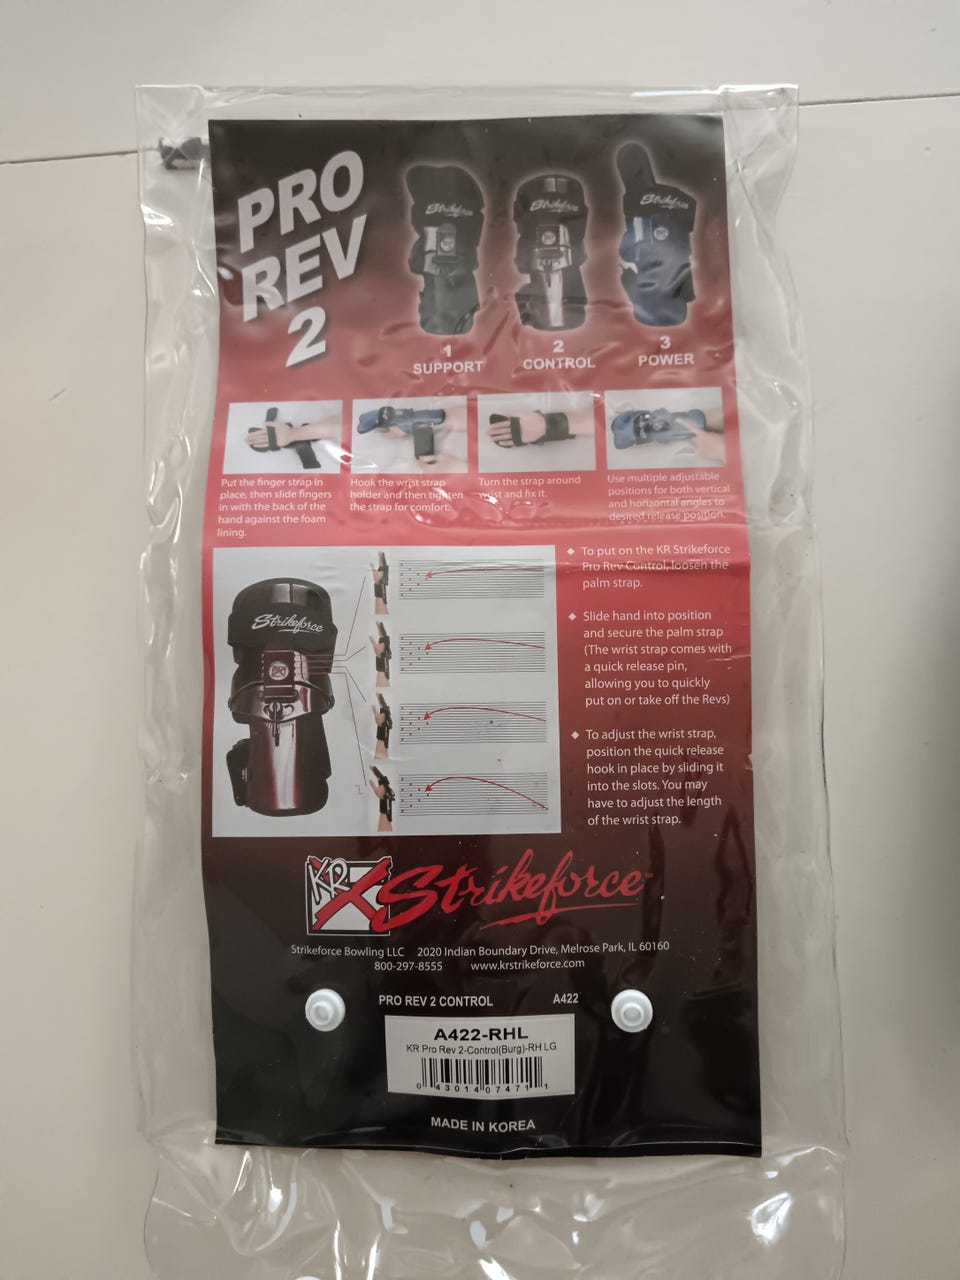 PRO
REV
2
Strikeforce
Strikeforce
Strikeforce
1
SUPPORT
2
CONTROL
3
POWER
Put the finger strap in
place, then slide fingers
in with the back of the
hand against the foam
lining.
Hook the wrist strap
holder and then tighten
the strap for comfort.
Turn the strap around
wrist and fix it.
Use multiple adjustable
positions for both vertical
and horizontal angles to
desired release position.
Strikeforce
◆ To put on the KR Strikeforce
Pro Rev Control, loosen the
palm strap.
◆ Slide hand into position
and secure the palm strap
(The wrist strap comes with
a quick release pin,
allowing you to quickly
put on or take off the Revs)
◆ To adjust the wrist strap,
position the quick release
hook in place by sliding it
into the slots. You may
have to adjust the length
of the wrist strap.
KR Strikeforce™
Strikeforce Bowling LLC 2020 Indian Boundary Drive, Melrose Park, IL 60160
800-297-8555 www.krstrikeforce.com
PRO REV 2 CONTROL A422
A422-RHL
KR Pro Rev 2-Control(Burg)-RH LG
0 43014 07471 1
MADE IN KOREA